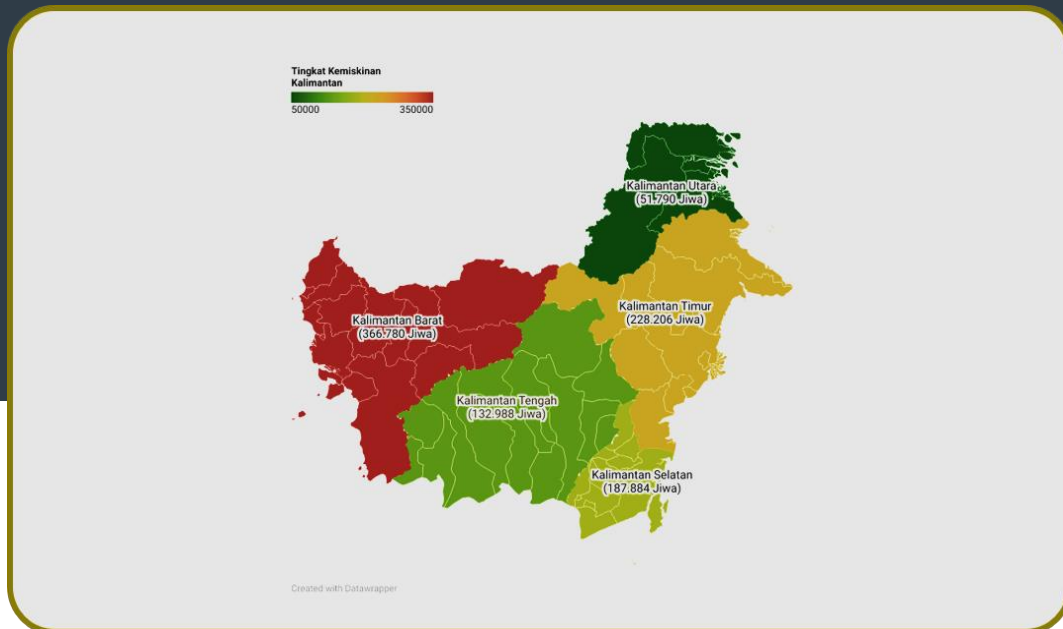 Tingkat Kemiskinan
Kalimantan
50000 350000
Kalimantan Utara
(51.790 Jiwa)
Kalimantan Timur
(228.206 Jiwa)
Kalimantan Barat
(366.780 Jiwa)
Kalimantan Tengah
(132.988 Jiwa)
Kalimantan Selatan
(187.884 Jiwa)
Created with Datawrapper